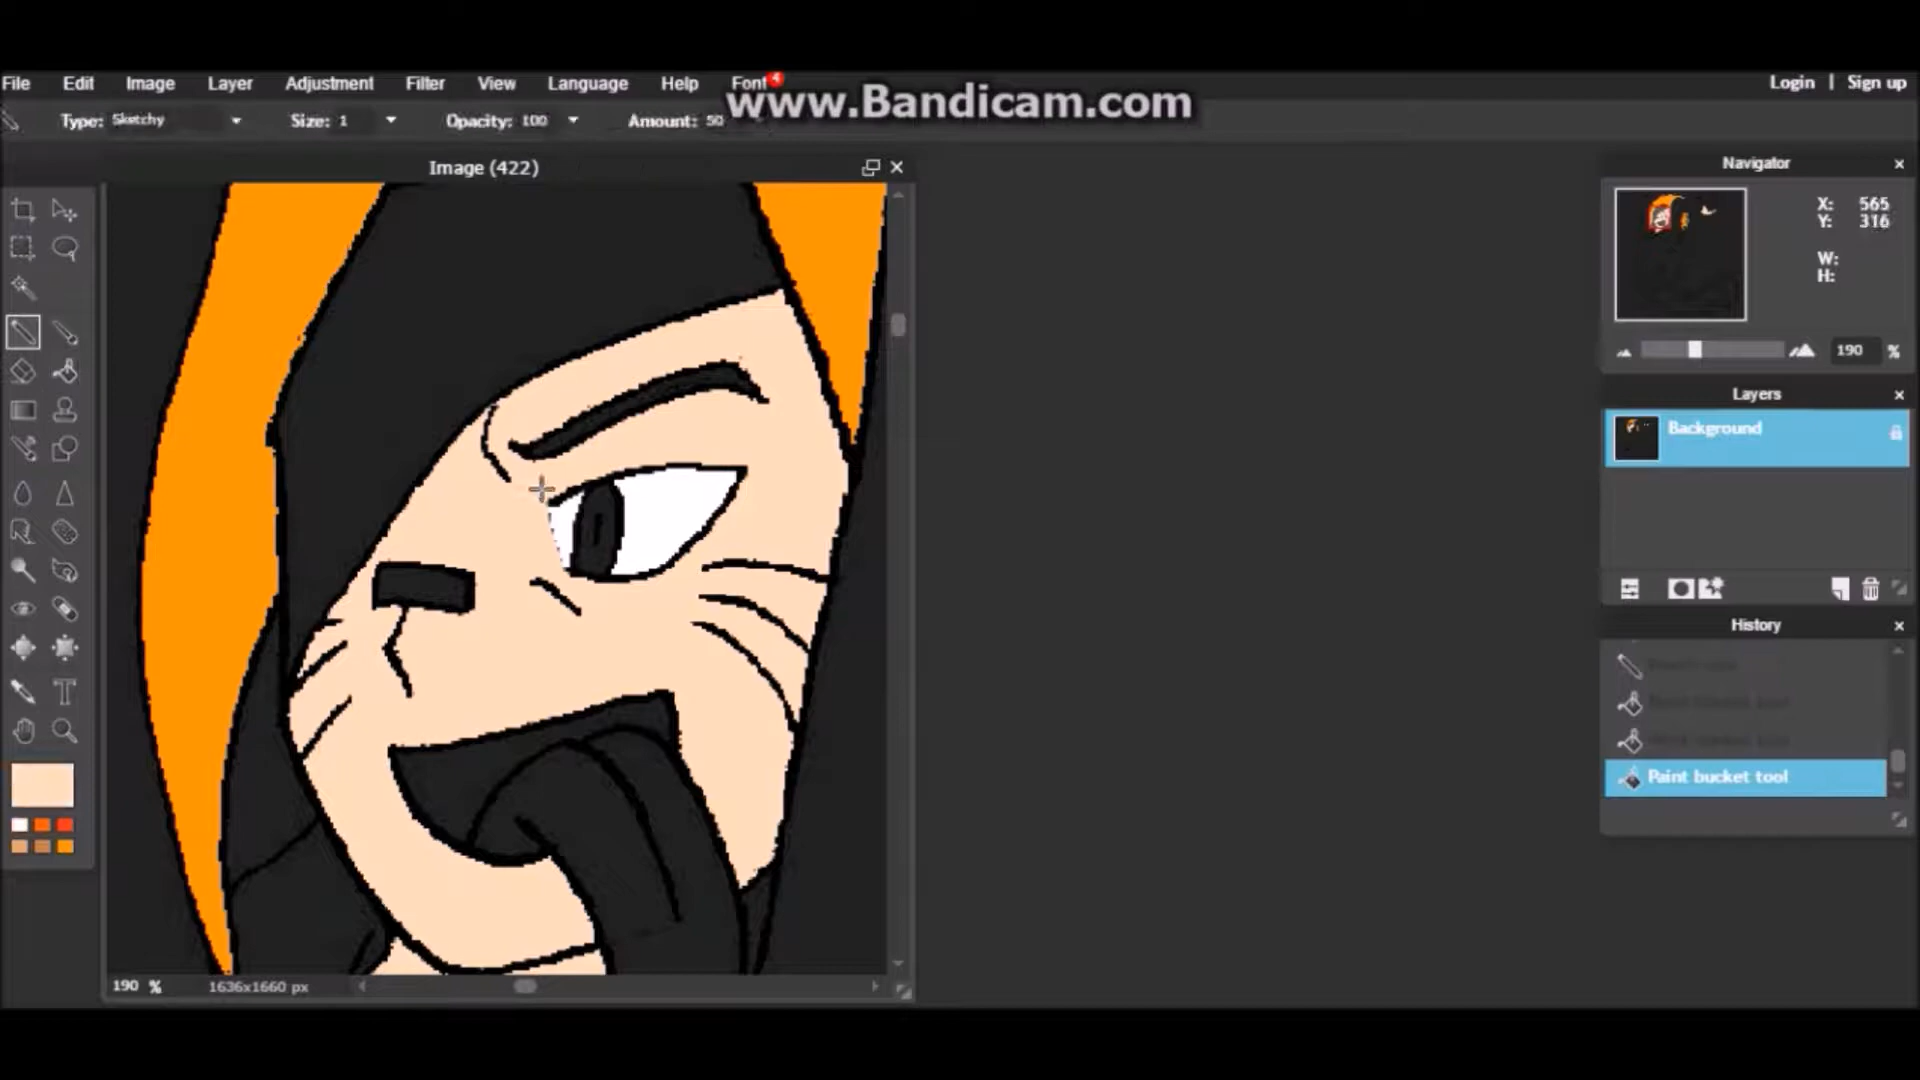 File Edit Image Layer Adjustment Filter View Language Help Font 4
www.Bandicam.com
Login | Sign up
Type: Sketchy Size: 1 Opacity: 100 Amount: 50
Image (422)
Navigator
X: 565
Y: 316
W:
H:
190 %
Layers
Background
History
Paint bucket tool
190 % 1636x1660 px